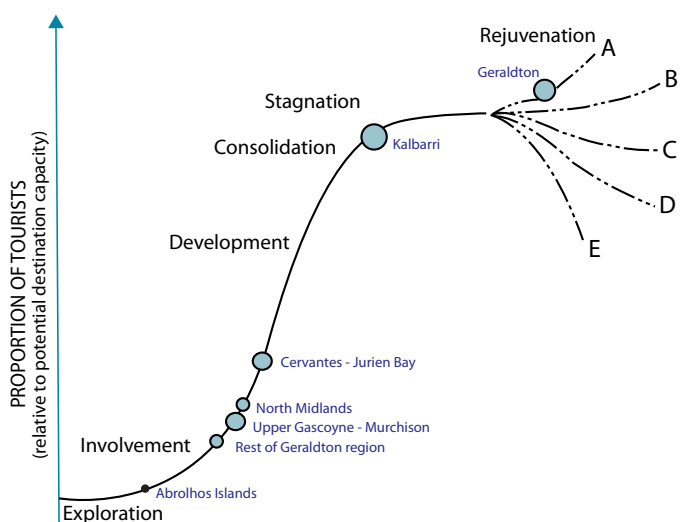 Rejuvenation
A
Geraldton
B
Stagnation
Consolidation
Kalbarri
C
D
Development
E
PROPORTION OF TOURISTS
(relative to potential destination capacity)
Cervantes - Jurien Bay
North Midlands
Upper Gascoyne - Murchison
Involvement
Rest of Geraldton region
Abrolhos Islands
Exploration